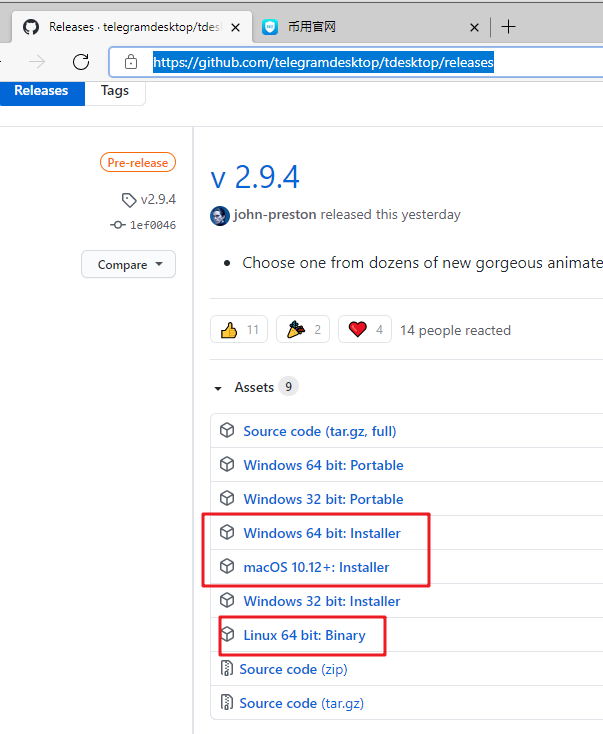 Releases · telegramdesktop/tdes
币用官网
https://github.com/telegramdesktop/tdesktop/releases
Releases
Tags
Pre-release
v2.9.4
1ef0046
Compare
v 2.9.4
john-preston released this yesterday
Choose one from dozens of new gorgeous animate
11
2
4
14 people reacted
Assets 9
Source code (tar.gz, full)
Windows 64 bit: Portable
Windows 32 bit: Portable
Windows 64 bit: Installer
macOS 10.12+: Installer
Windows 32 bit: Installer
Linux 64 bit: Binary
Source code (zip)
Source code (tar.gz)